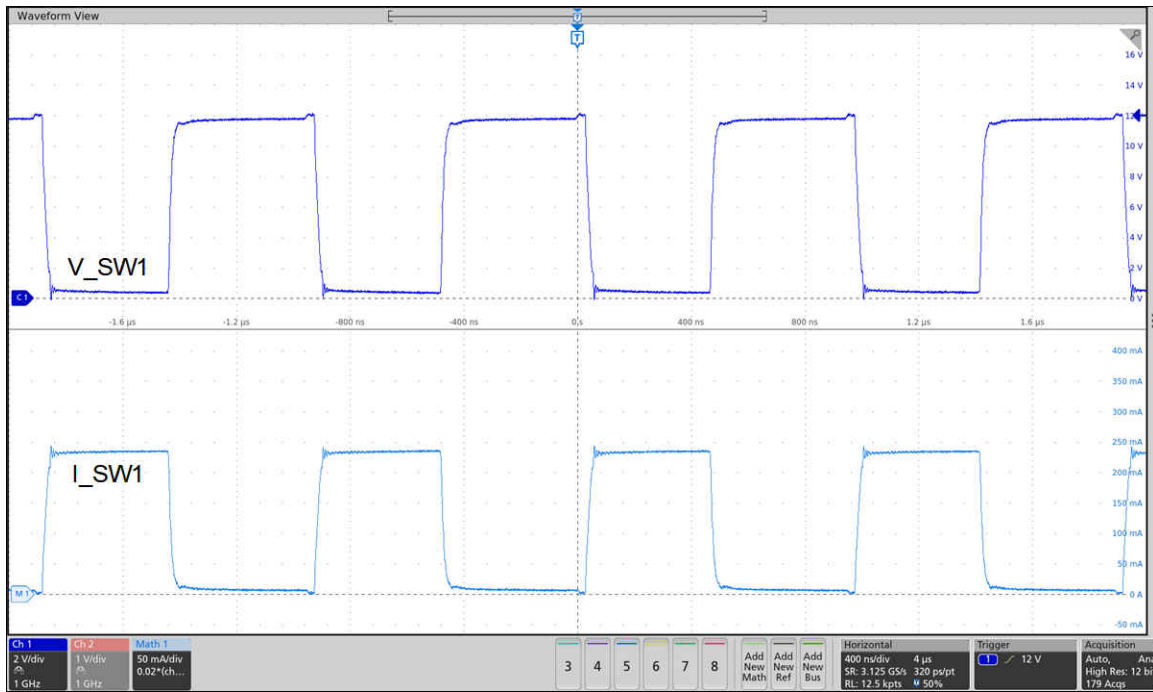 Waveform View
U
T
16 V
14 V
12 V
10 V
8 V
6 V
4 V
2 V
0 V
V_SW1
C 1
-1.6 µs -1.2 µs -800 ns -400 ns 0 s 400 ns 800 ns 1.2 µs 1.6 µs
400 mA
350 mA
300 mA
250 mA
200 mA
150 mA
100 mA
50 mA
0 A
-50 mA
I_SW1
M 1
Ch 1
2 V/div
1 GHz
Ch 2
1 V/div
1 GHz
Math 1
50 mA/div
0.02*(ch...
3 4 5 6 7 8
Add New Math
Add New Ref
Add New Bus
Horizontal
400 ns/div 4 µs
SR: 3.125 GS/s 320 ps/pt
RL: 12.5 kpts 50%
Trigger
1 12 V
Acquisition
Auto, Ana
High Res: 12 bi
179 Acqs